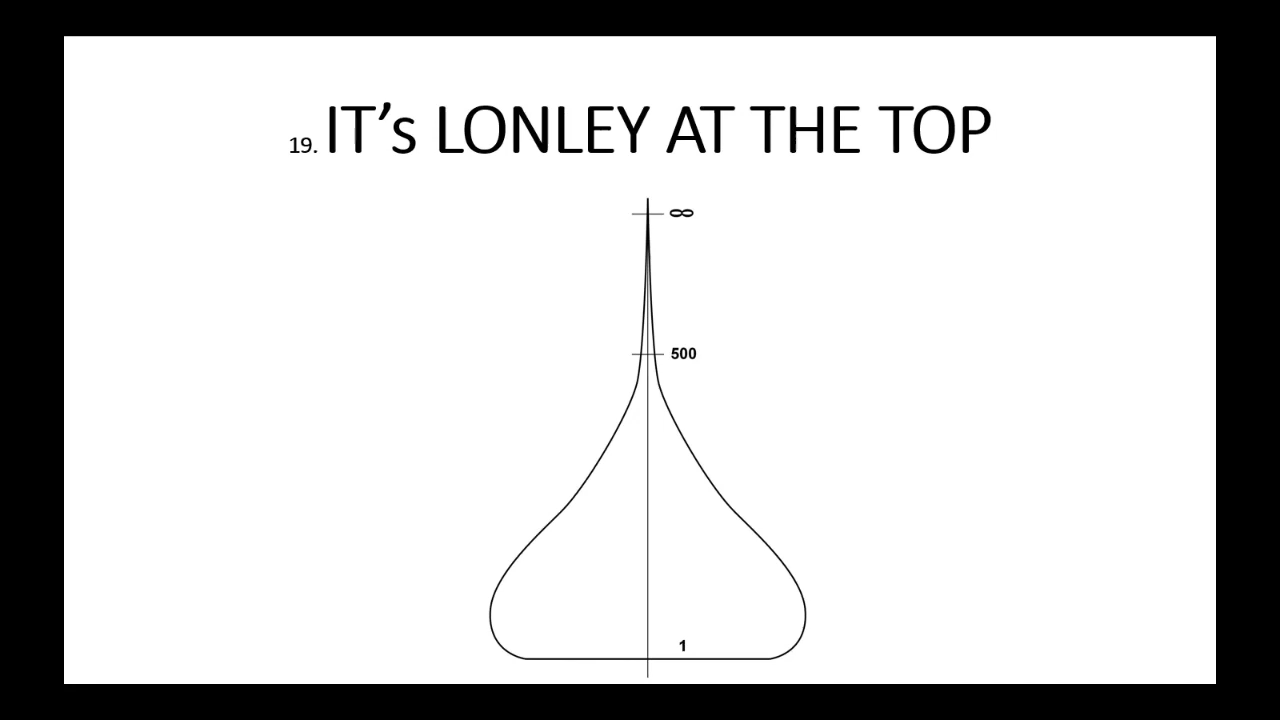 19. IT’s LONLEY AT THE TOP
∞
500
1